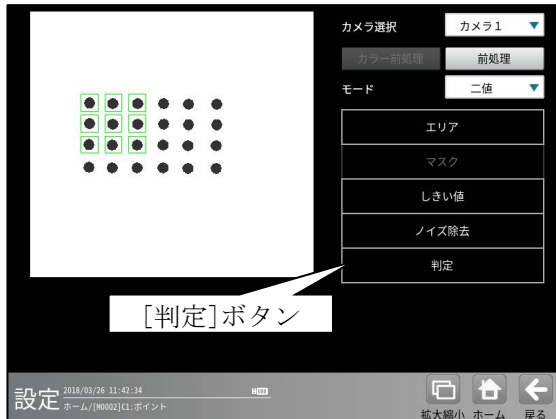 カメラ選択 カメラ1
カラー前処理 前処理
モード 二値
エリア
マスク
しきい値
ノイズ除去
判定
[判定]ボタン
設定 2018/03/26 11:42:34
ホーム/[M0002]C1:ポイント
拡大縮小 ホーム 戻る